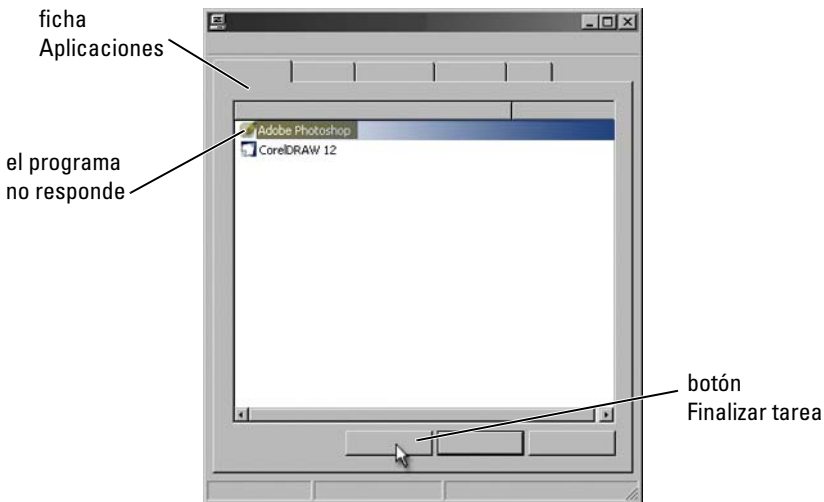 ficha
Aplicaciones
Adobe Photoshop
CorelDRAW 12
el programa
no responde
botón
Finalizar tarea